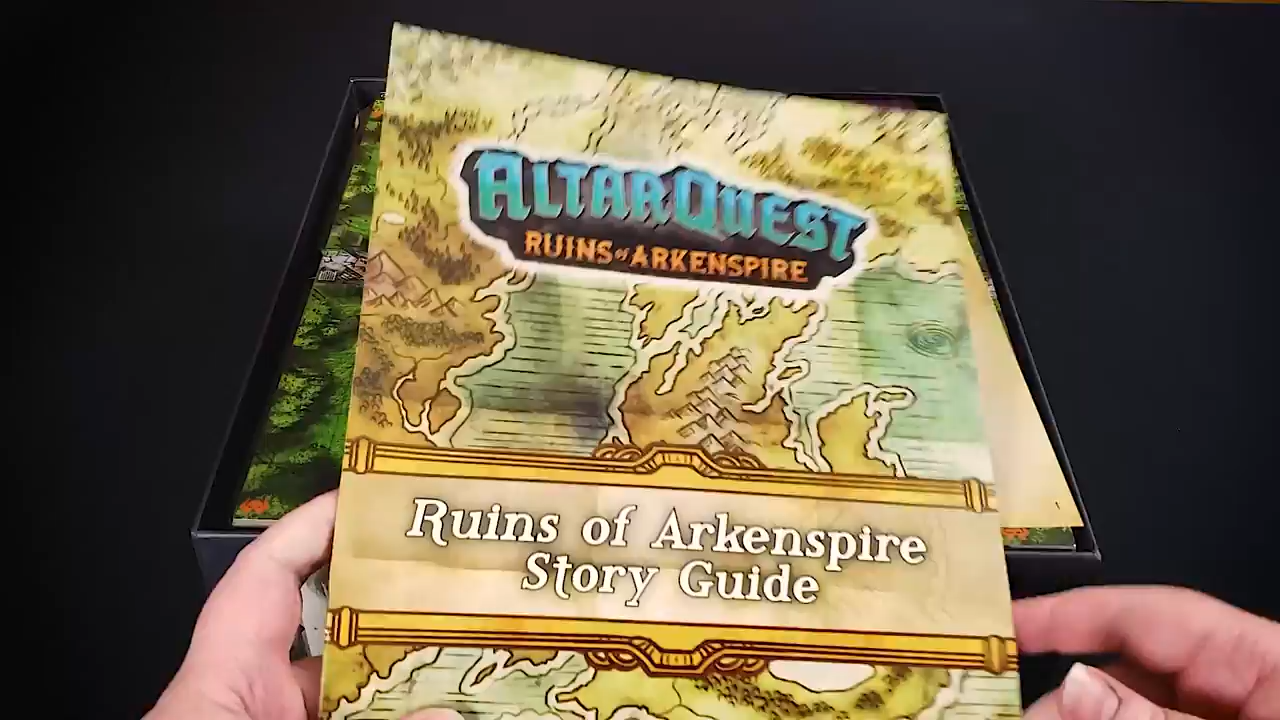 ALTARQUEST
RUINS of ARKENSPIRE
Ruins of Arkenspire
Story Guide